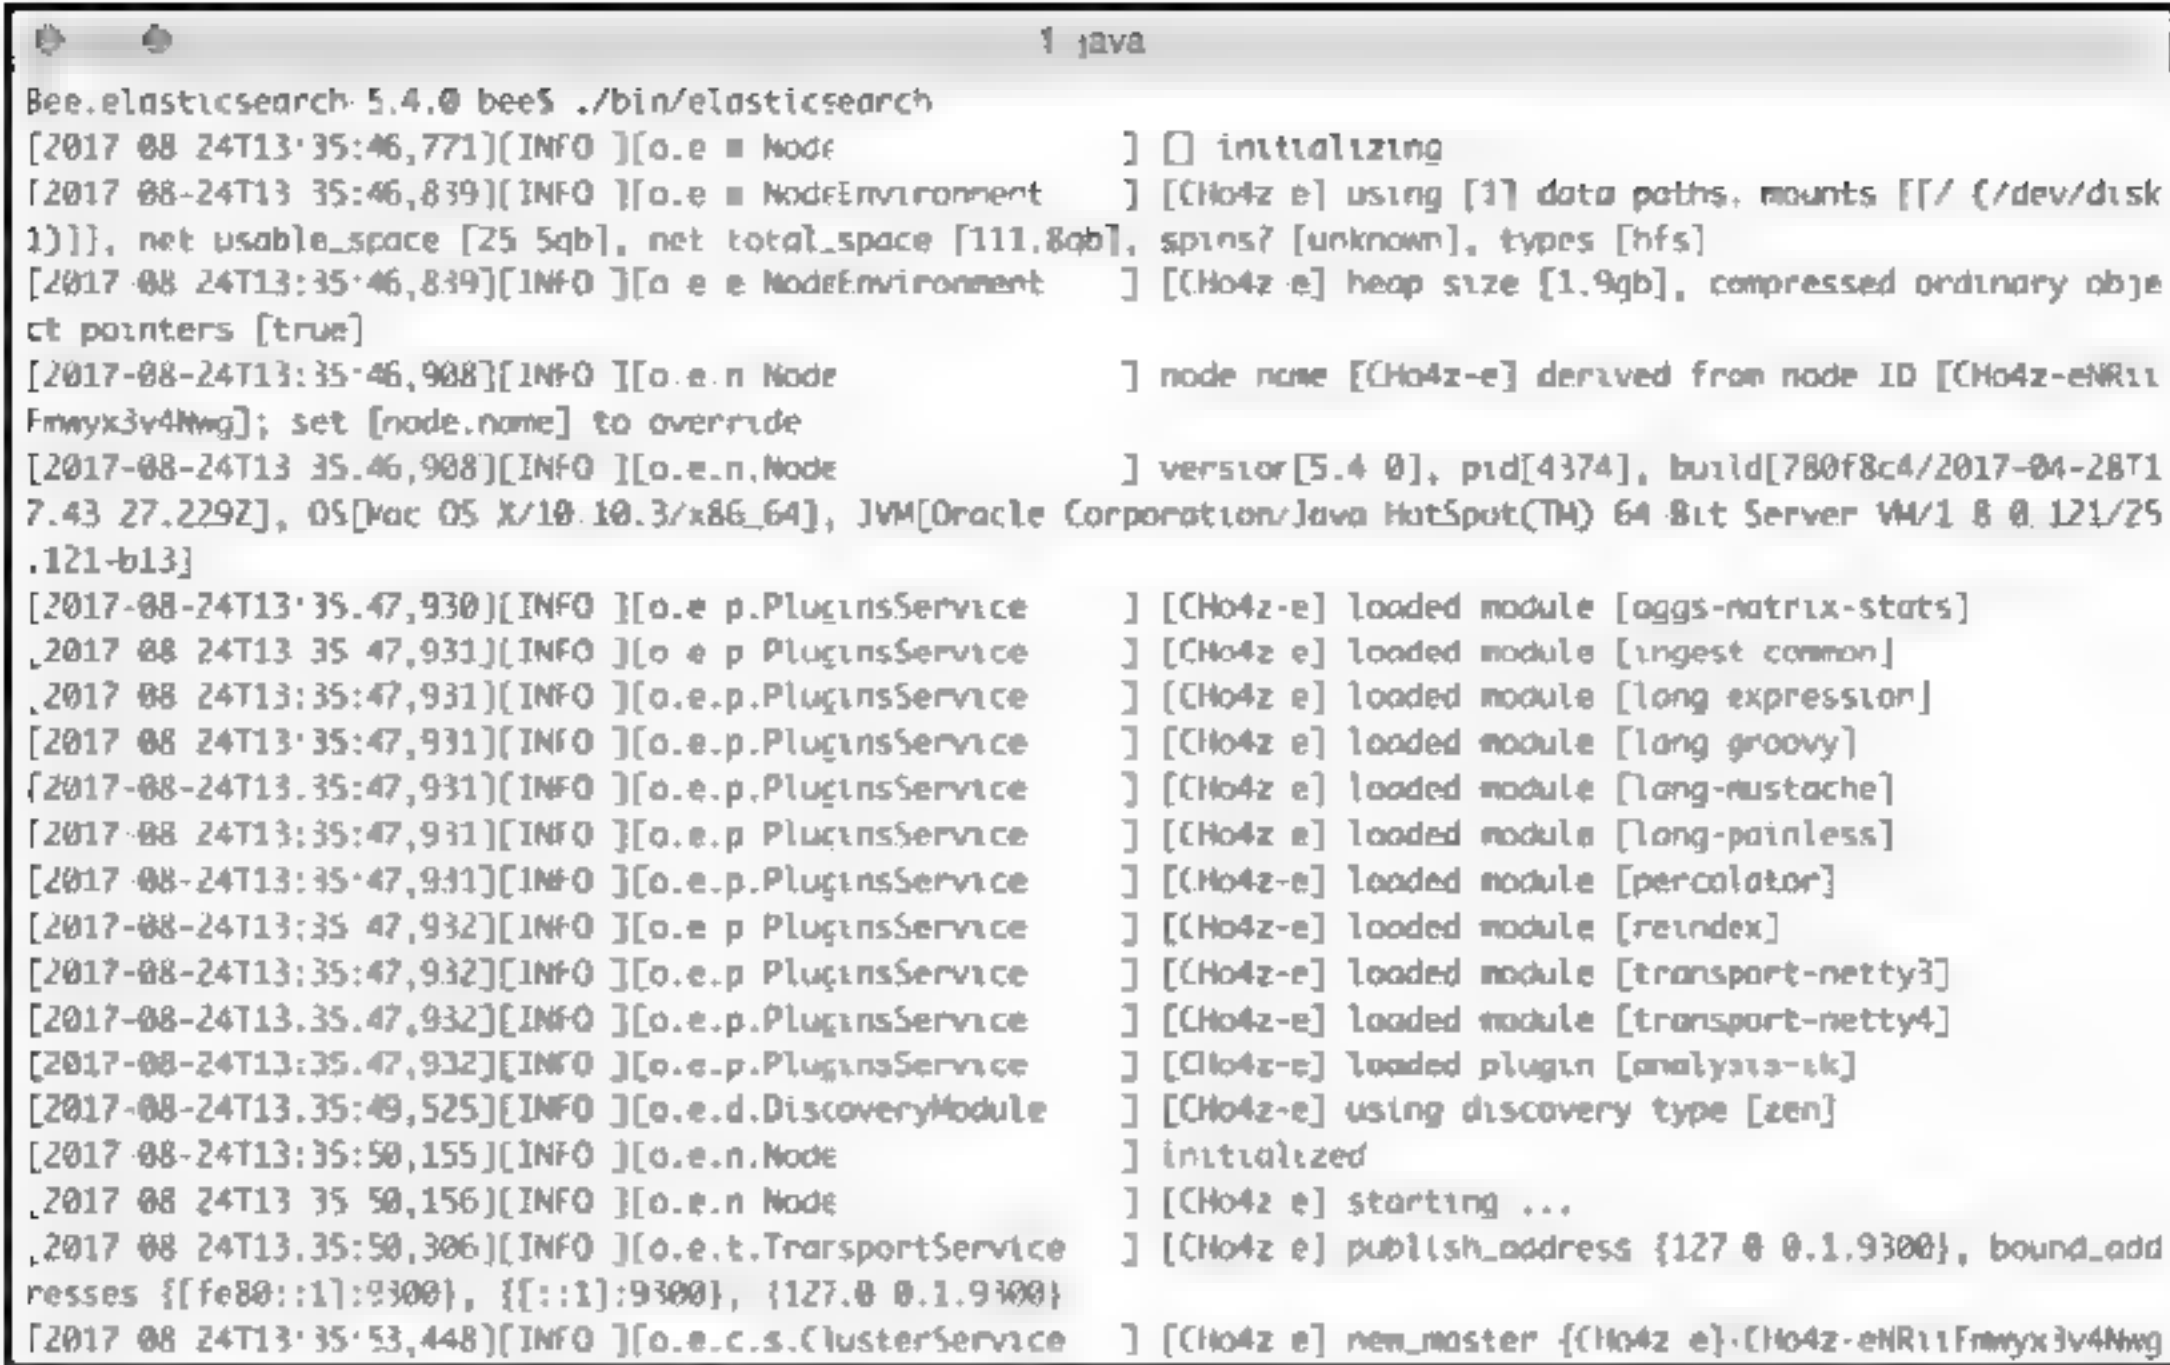 1 java
Bee:elasticsearch-5.4.0 bee$ ./bin/elasticsearch
[2017-08-24T13:35:46,771][INFO ][o.e.n.Node               ] [] initializing
[2017-08-24T13:35:46,839][INFO ][o.e.e.NodeEnvironment    ] [CHo4z-e] using [1] data paths, mounts [[/ (/dev/disk
1)]], net usable_space [25.5gb], net total_space [111.8gb], spins? [unknown], types [hfs]
[2017-08-24T13:35:46,839][INFO ][o.e.e.NodeEnvironment    ] [CHo4z-e] heap size [1.9gb], compressed ordinary obje
ct pointers [true]
[2017-08-24T13:35:46,908][INFO ][o.e.n.Node               ] node name [CHo4z-e] derived from node ID [CHo4z-eNRii
Fmwyx3v4Nwg]; set [node.name] to override
[2017-08-24T13:35:46,908][INFO ][o.e.n.Node               ] version[5.4.0], pid[4374], build[780f8c4/2017-04-28T1
7:43:27.229Z], OS[Mac OS X/10.10.3/x86_64], JVM[Oracle Corporation/Java HotSpot(TM) 64-Bit Server VM/1.8.0_121/25
.121-b13]
[2017-08-24T13:35:47,930][INFO ][o.e.p.PluginsService     ] [CHo4z-e] loaded module [aggs-matrix-stats]
[2017-08-24T13:35:47,931][INFO ][o.e.p.PluginsService     ] [CHo4z-e] loaded module [ingest-common]
[2017-08-24T13:35:47,931][INFO ][o.e.p.PluginsService     ] [CHo4z-e] loaded module [lang-expression]
[2017-08-24T13:35:47,931][INFO ][o.e.p.PluginsService     ] [CHo4z-e] loaded module [lang-groovy]
[2017-08-24T13:35:47,931][INFO ][o.e.p.PluginsService     ] [CHo4z-e] loaded module [lang-mustache]
[2017-08-24T13:35:47,931][INFO ][o.e.p.PluginsService     ] [CHo4z-e] loaded module [lang-painless]
[2017-08-24T13:35:47,931][INFO ][o.e.p.PluginsService     ] [CHo4z-e] loaded module [percolator]
[2017-08-24T13:35:47,932][INFO ][o.e.p.PluginsService     ] [CHo4z-e] loaded module [reindex]
[2017-08-24T13:35:47,932][INFO ][o.e.p.PluginsService     ] [CHo4z-e] loaded module [transport-netty3]
[2017-08-24T13:35:47,932][INFO ][o.e.p.PluginsService     ] [CHo4z-e] loaded module [transport-netty4]
[2017-08-24T13:35:47,932][INFO ][o.e.p.PluginsService     ] [CHo4z-e] loaded plugin [analysis-ik]
[2017-08-24T13:35:49,525][INFO ][o.e.d.DiscoveryModule    ] [CHo4z-e] using discovery type [zen]
[2017-08-24T13:35:50,155][INFO ][o.e.n.Node               ] initialized
[2017-08-24T13:35:50,156][INFO ][o.e.n.Node               ] [CHo4z-e] starting ...
[2017-08-24T13:35:50,306][INFO ][o.e.t.TransportService   ] [CHo4z-e] publish_address {127.0.0.1:9300}, bound_add
resses {[fe80::1]:9300}, {[::1]:9300}, {127.0.0.1:9300}
[2017-08-24T13:35:53,448][INFO ][o.e.c.s.ClusterService   ] [CHo4z-e] new_master {CHo4z-e}{CHo4z-eNRiiFmwyx3v4Nwg